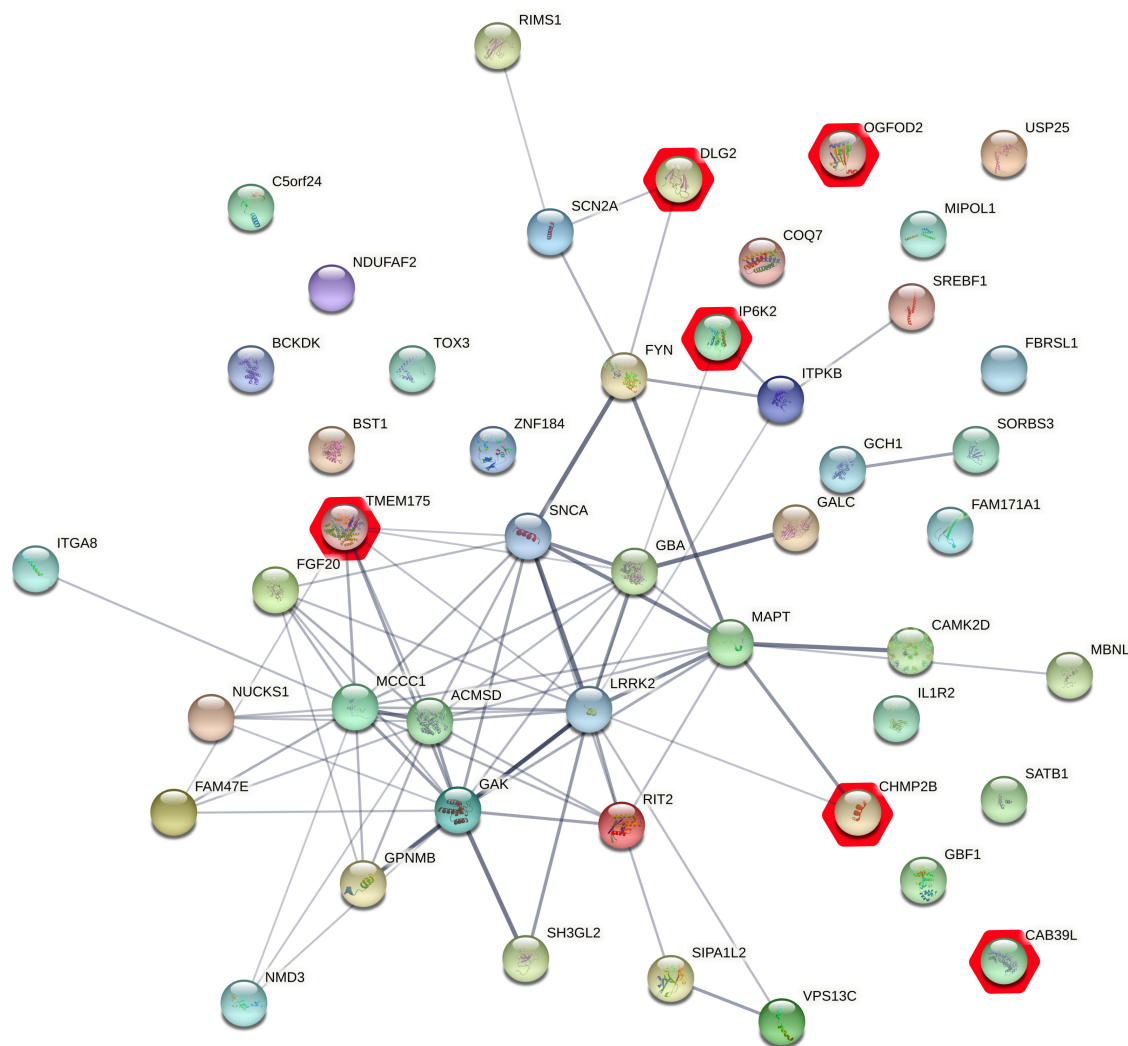 RIMS1
OGFOD2
USP25
DLG2
C5orf24
SCN2A
MIPOL1
COQ7
NDUFAF2
SREBF1
IP6K2
BCKDK
TOX3
FYN
FBRSL1
ITPKB
BST1
ZNF184
SORBS3
GCH1
TMEM175
SNCA
GALC
FAM171A1
ITGA8
GBA
FGF20
MAPT
CAMK2D
MBNL
NUCKS1
MCCC1
ACMSD
LRRK2
IL1R2
FAM47E
GAK
RIT2
CHMP2B
SATB1
GPNMB
GBF1
SH3GL2
SIPA1L2
CAB39L
NMD3
VPS13C